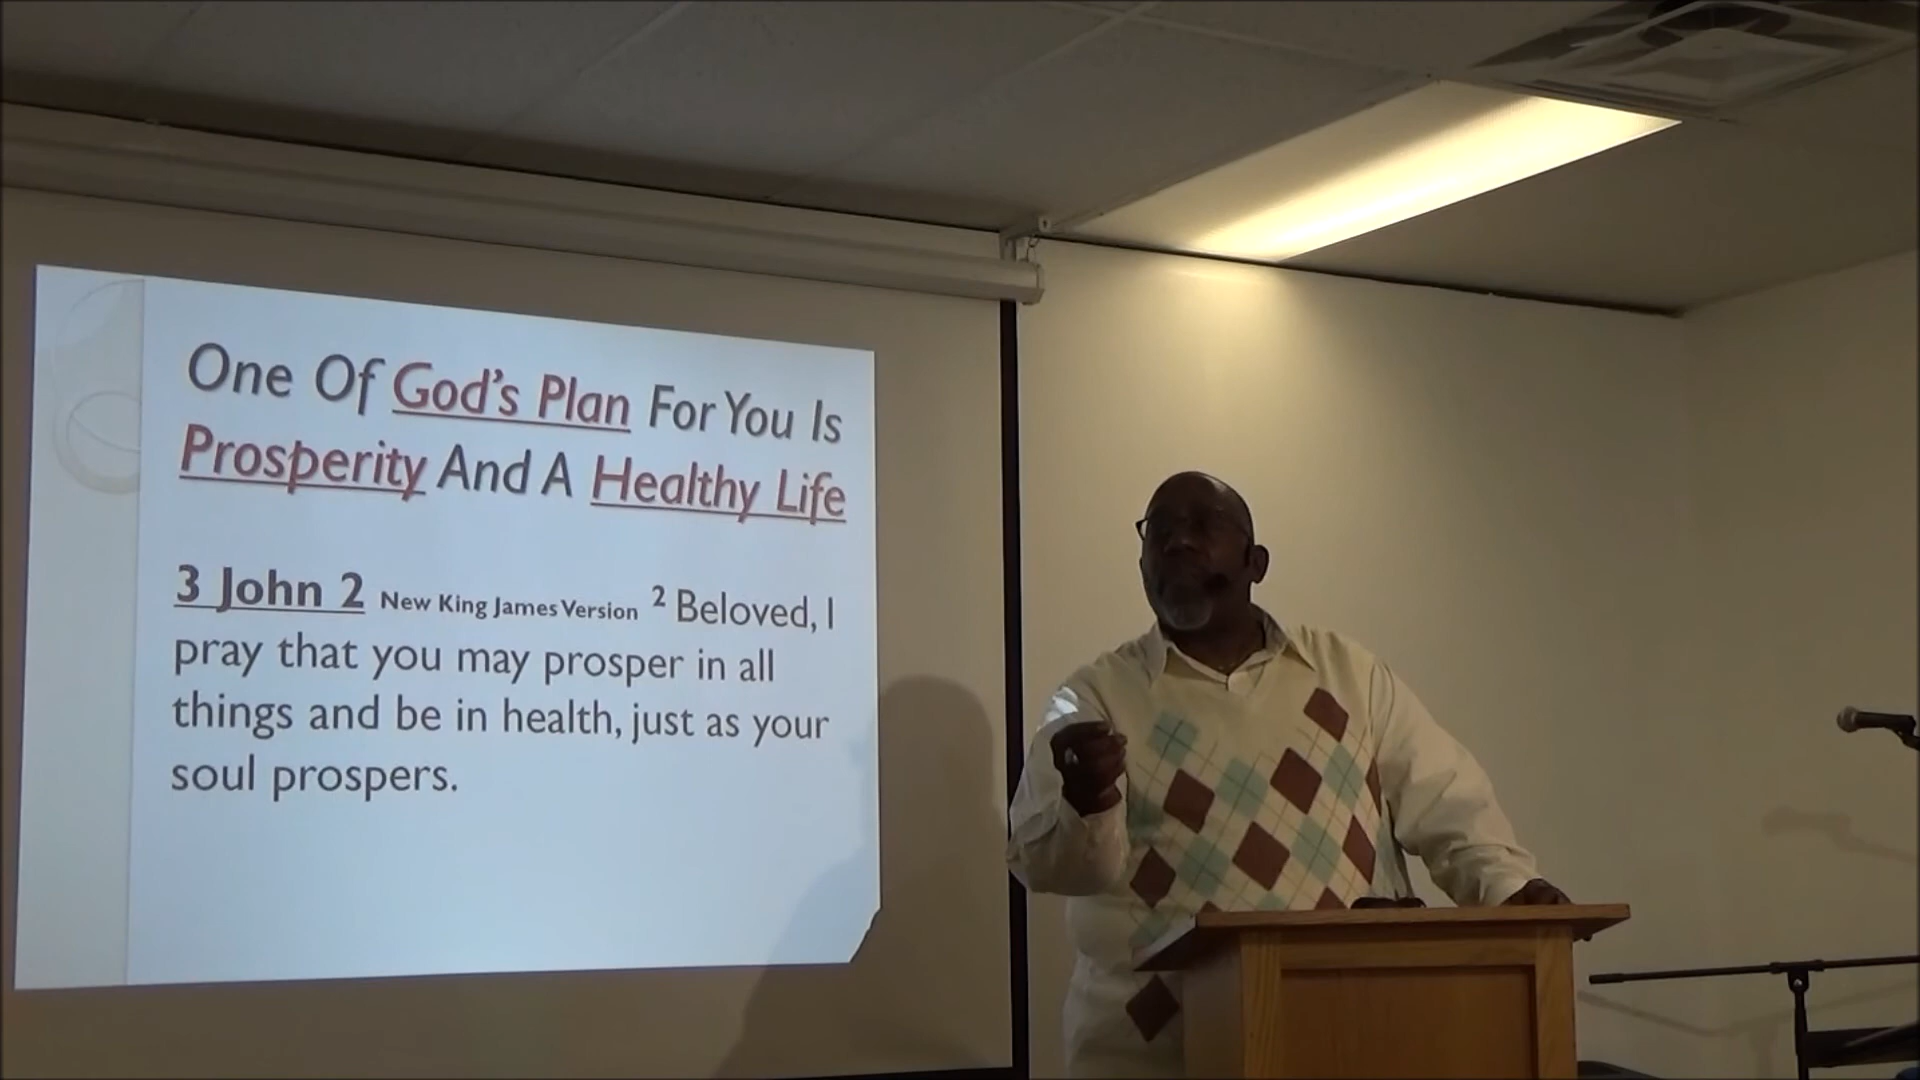 One Of God's Plan For You Is
Prosperity And A Healthy Life
3 John 2 New King James Version 2 Beloved, I
pray that you may prosper in all
things and be in health, just as your
soul prospers.